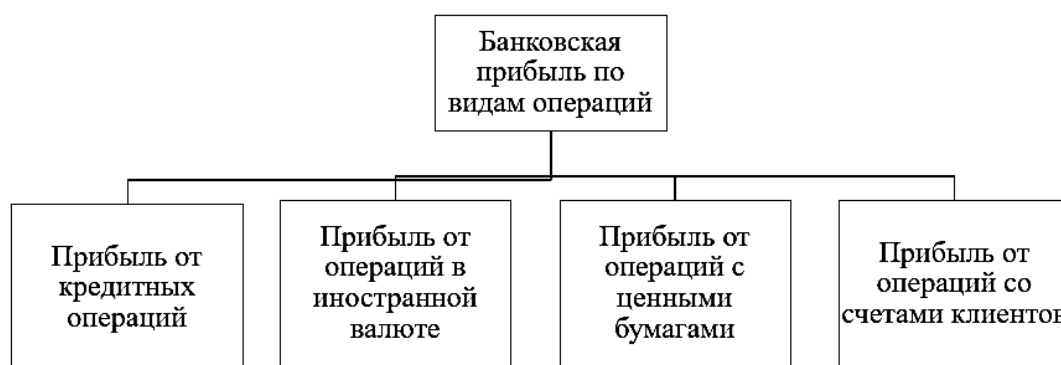 Банковская
прибыль по
видам операций
Прибыль от
кредитных
операций
Прибыль от
операций в
иностранной
валюте
Прибыль от
операций с
ценными
бумагами
Прибыль от
операций со
счетами клиентов